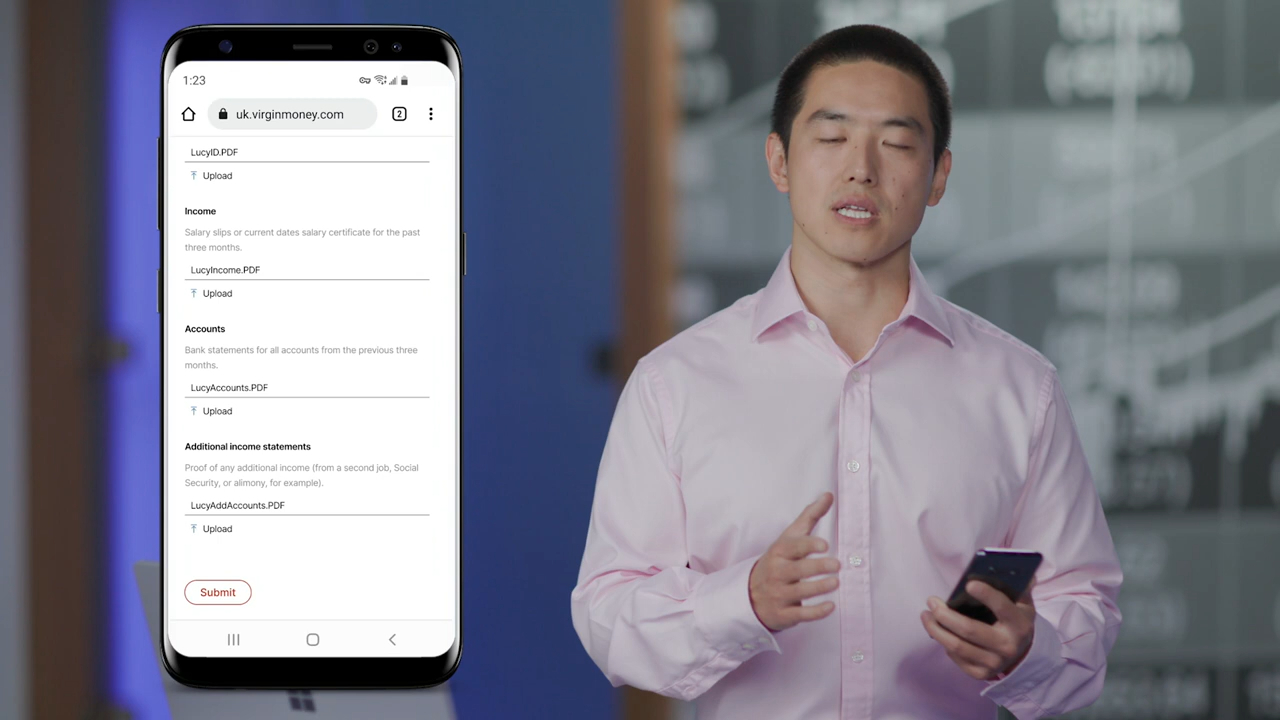 1:23
uk.virginmoney.com
2
LucyID.PDF
Upload
Income
Salary slips or current dates salary certificate for the past
three months.
LucyIncome.PDF
Upload
Accounts
Bank statements for all accounts from the previous three
months.
LucyAccounts.PDF
Upload
Additional income statements
Proof of any additional income (from a second job, Social
Security, or alimony, for example).
LucyAddAccounts.PDF
Upload
Submit